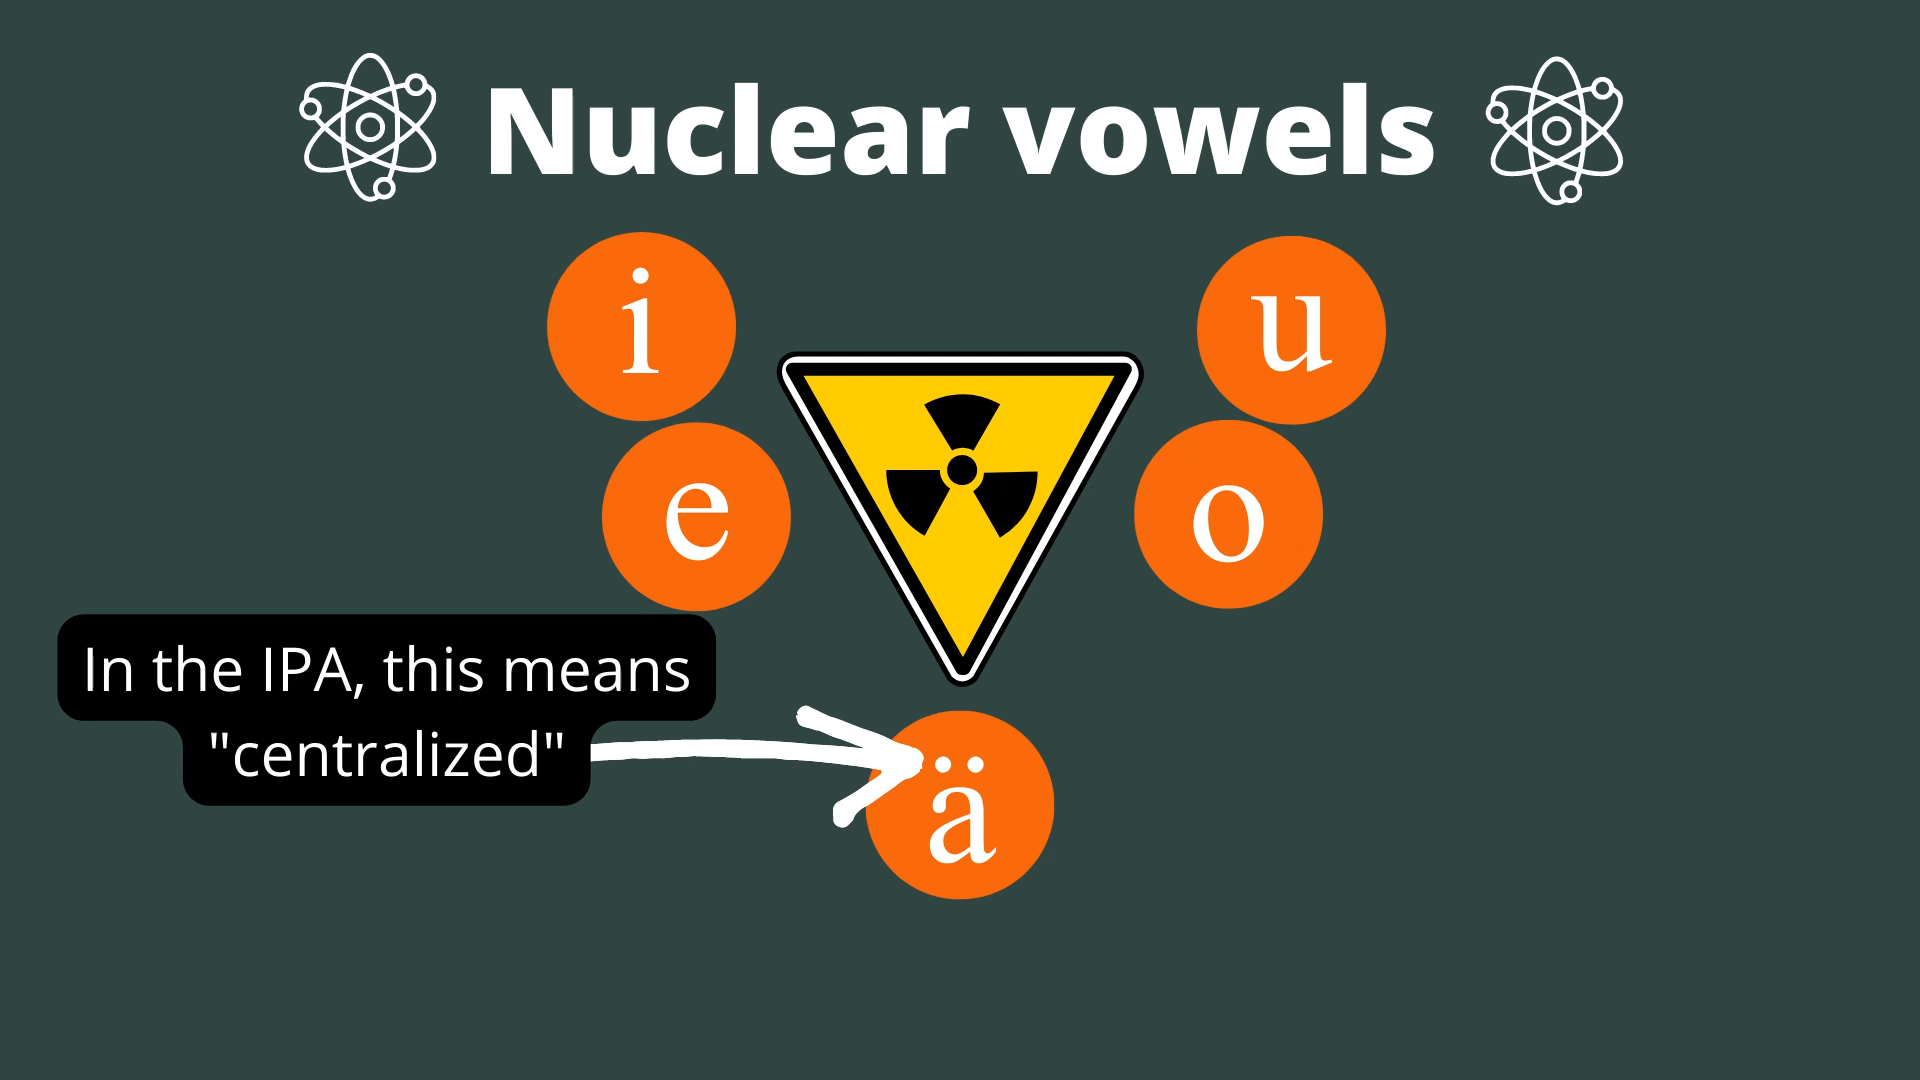 Nuclear vowels
i
u
e
o
In the IPA, this means
"centralized"
ä